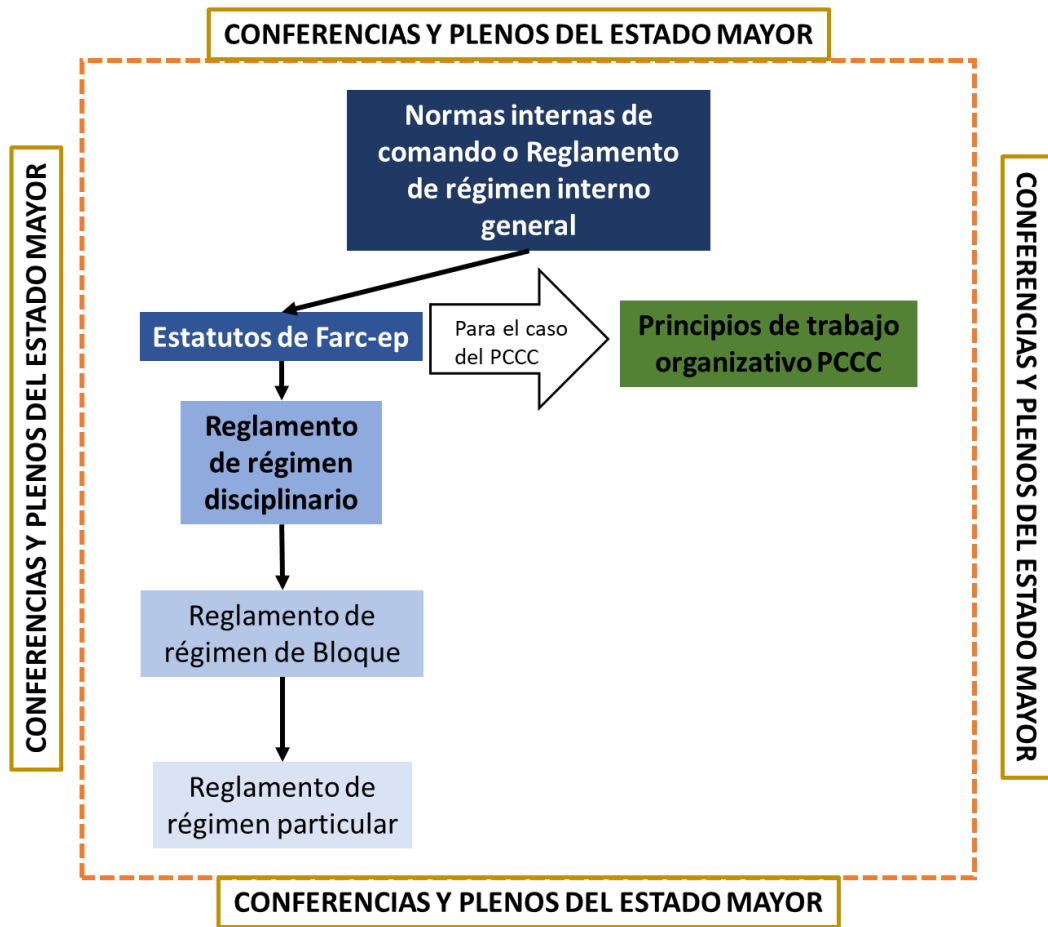 CONFERENCIAS Y PLENOS DEL ESTADO MAYOR
CONFERENCIAS Y PLENOS DEL ESTADO MAYOR
Normas internas de
comando o Reglamento
de régimen interno
general
Estatutos de Farc-ep
Para el caso
del PCCC
Principios de trabajo
organizativo PCCC
Reglamento
de régimen
disciplinario
Reglamento de
régimen de Bloque
Reglamento de
régimen particular
CONFERENCIAS Y PLENOS DEL ESTADO MAYOR
CONFERENCIAS Y PLENOS DEL ESTADO MAYOR